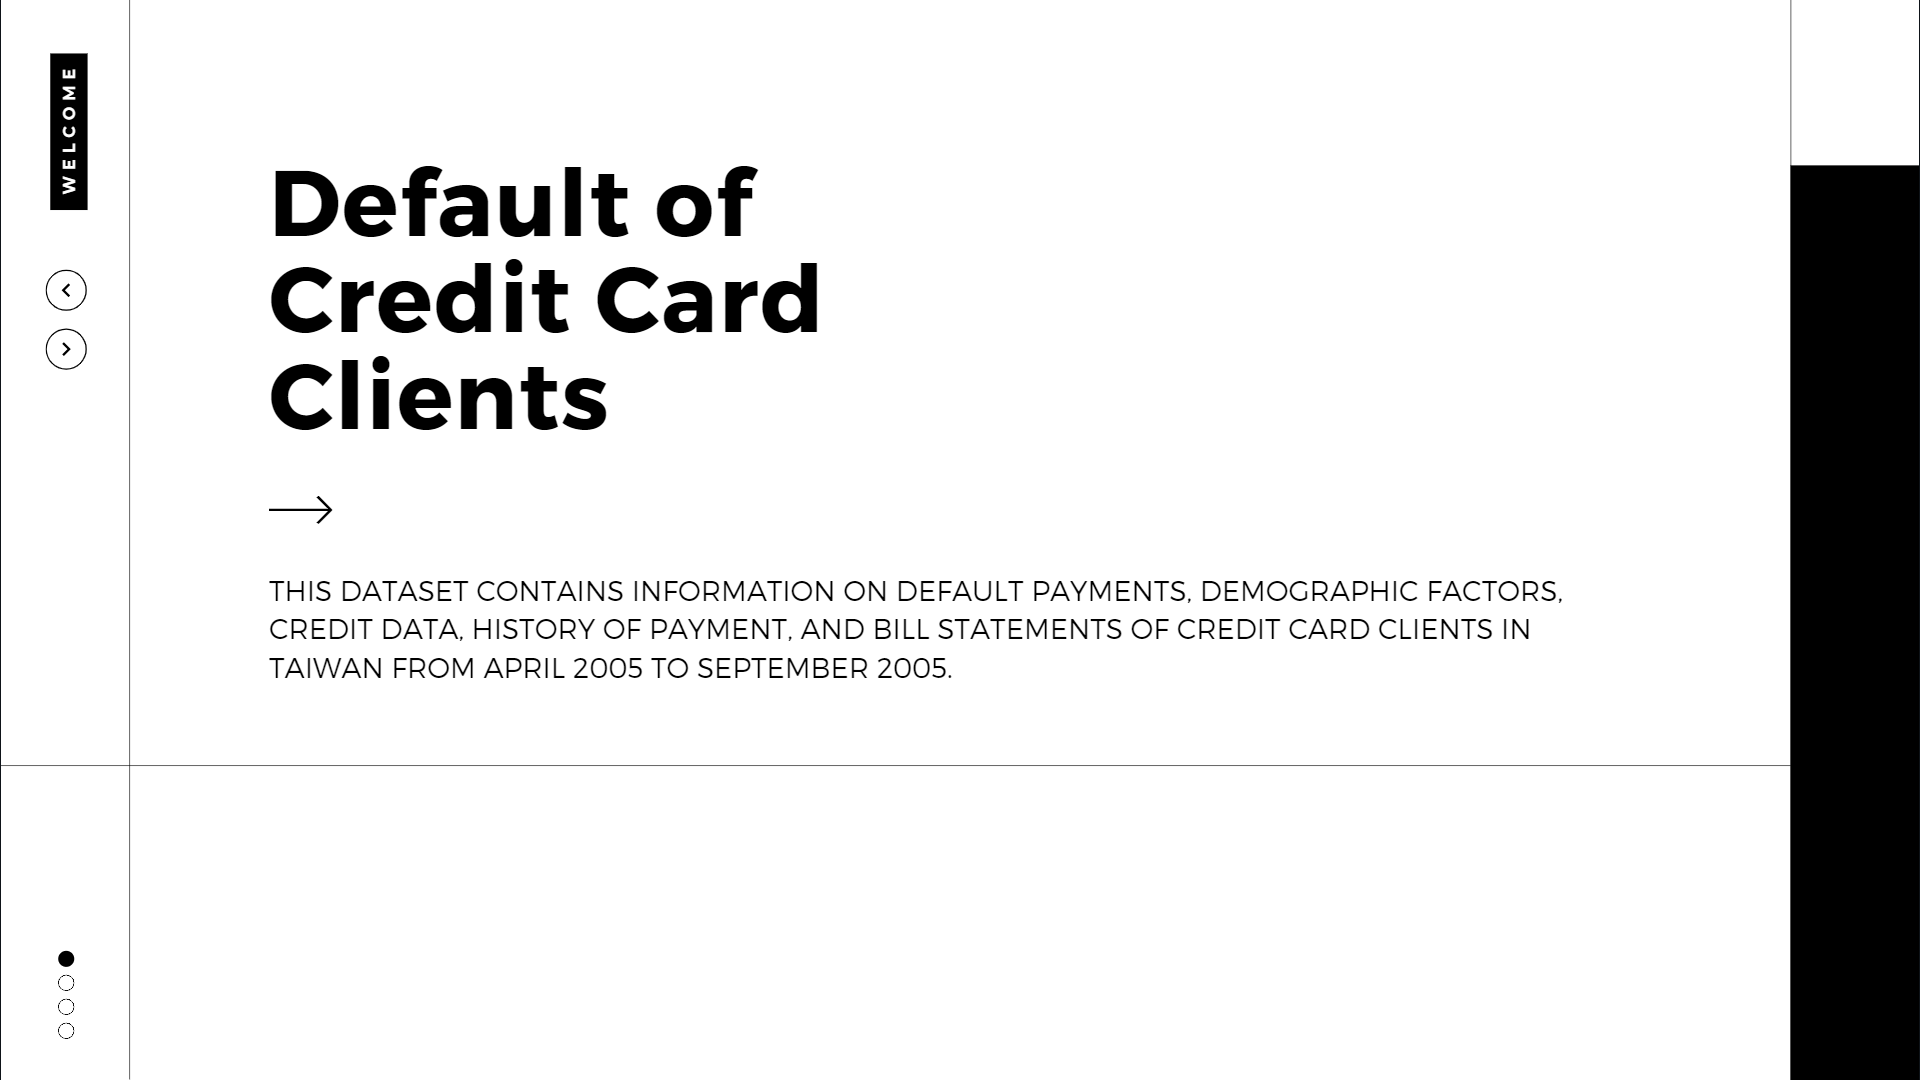 WELCOME
Default of
Credit Card
Clients
THIS DATASET CONTAINS INFORMATION ON DEFAULT PAYMENTS, DEMOGRAPHIC FACTORS,
CREDIT DATA, HISTORY OF PAYMENT, AND BILL STATEMENTS OF CREDIT CARD CLIENTS IN
TAIWAN FROM APRIL 2005 TO SEPTEMBER 2005.